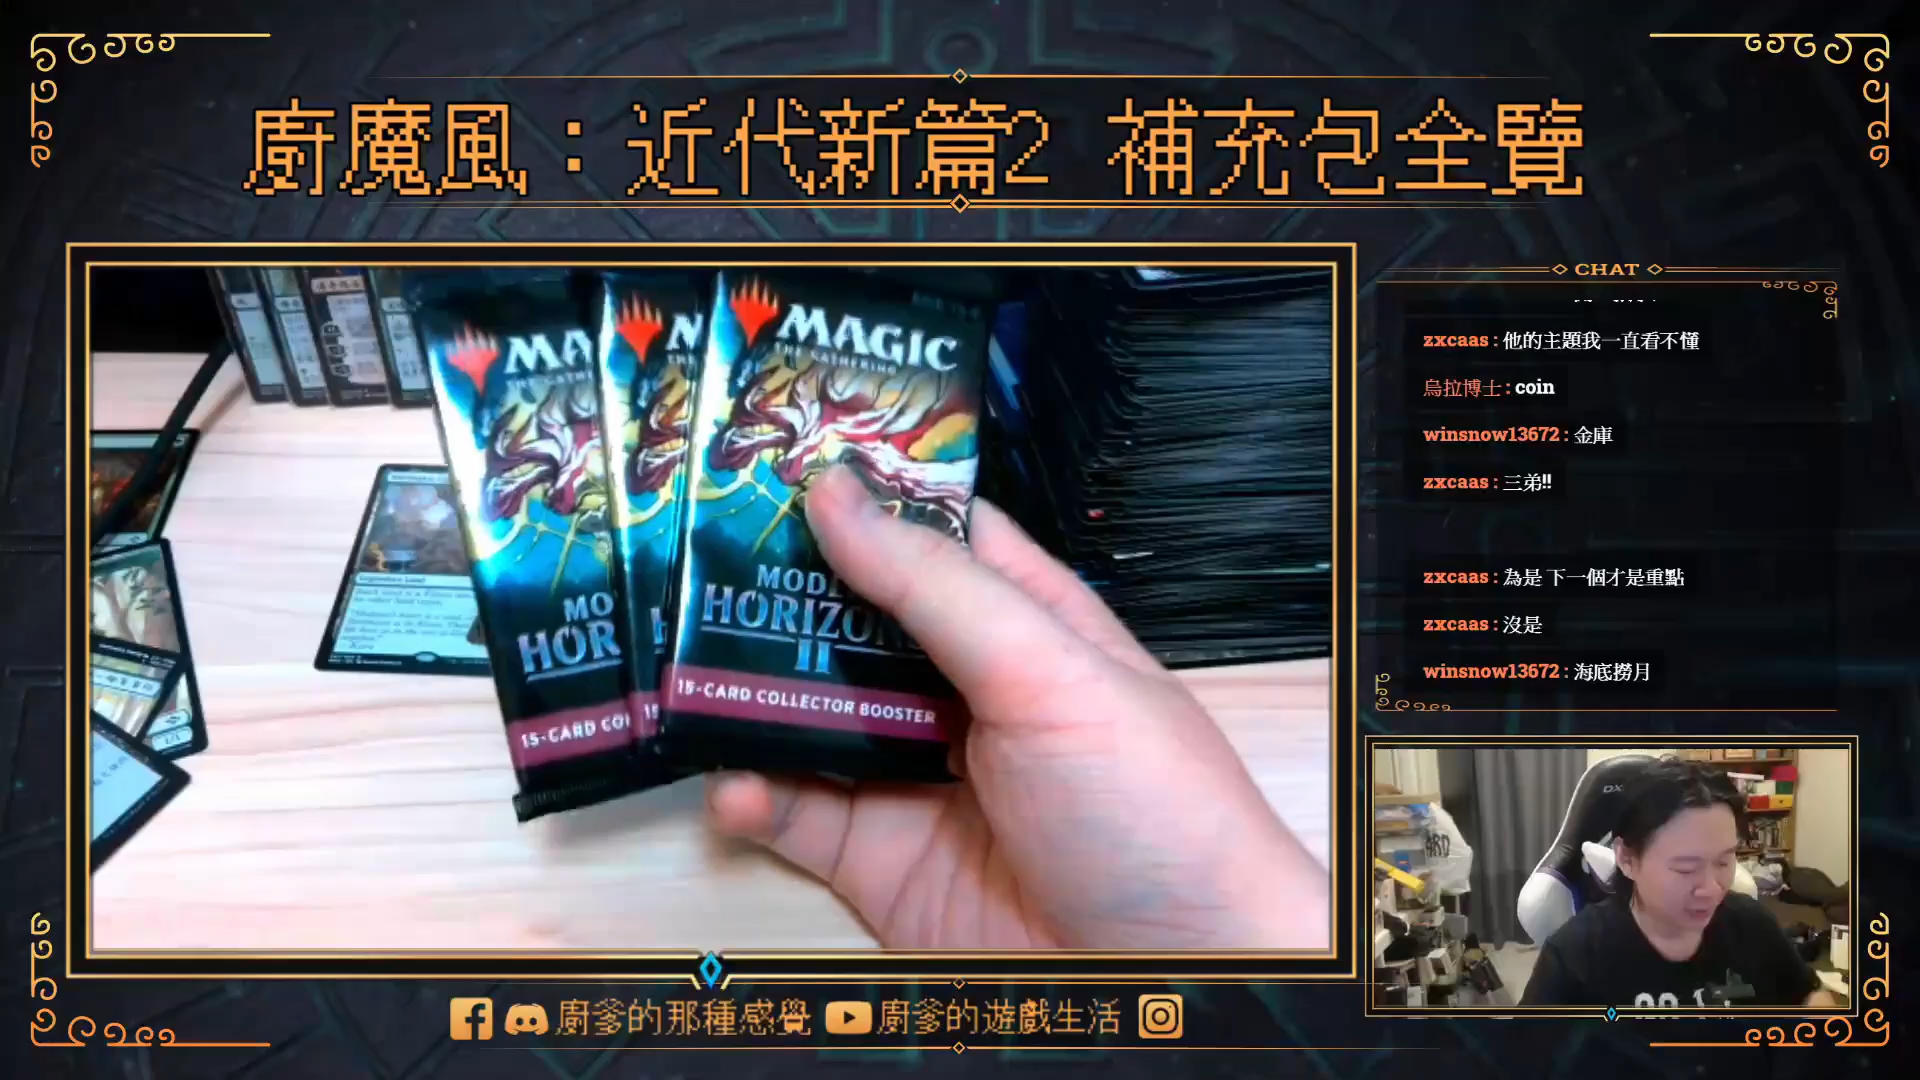 廚魔風：近代新篇2 補充包全覽
MAGIC
THE GATHERING
15-CARD COLLECTOR BOOSTER
HORIZON
II
Legendary Land
CHAT
zxcaas : 他的主題我一直看不懂
烏拉博士 : coin
winsnow13672 : 金庫
zxcaas : 三弟!!
zxcaas : 為是 下一個才是重點
zxcaas : 沒是
winsnow13672 : 海底撈月
DX
廚爹的那種感覺
廚爹的遊戲生活